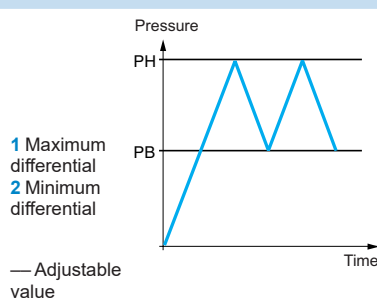 Pressure
PH
PB
1 Maximum
differential
2 Minimum
differential
Time
— Adjustable
value